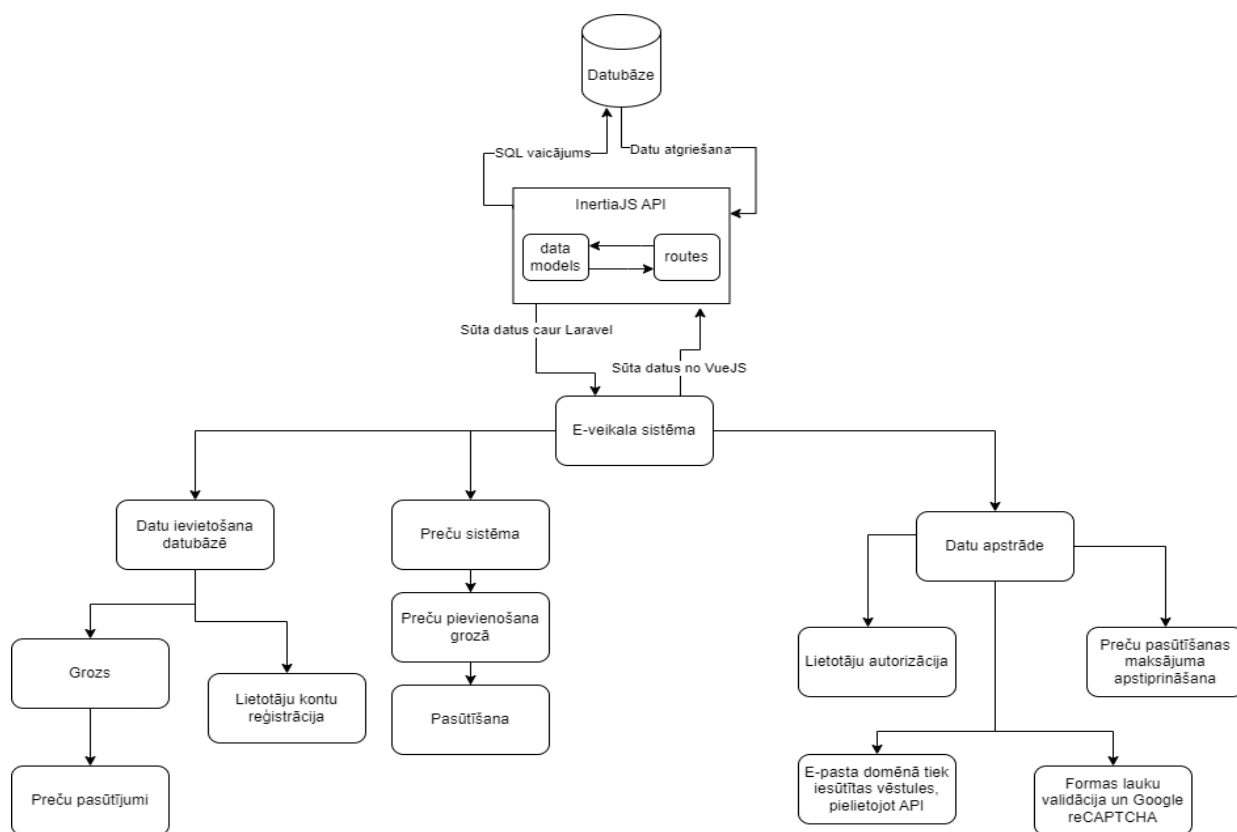 Datubāze
SQL vaicājums
Datu atgriešana
InertiaJS API
data
models
routes
Sūta datus caur Laravel
Sūta datus no VueJS
E-veikala sistēma
Datu ievietošana
datubāzē
Preču sistēma
Datu apstrāde
Preču pievienošana
grozā
Grozs
Lietotāju kontu
reģistrācija
Pasūtīšana
Lietotāju autorizācija
Preču pasūtīšanas
maksājuma
apstiprināšana
Preču pasūtījumi
E-pasta domēnā tiek
iesūtītas vēstules,
pielietojot API
Formas lauku
validācija un Google
reCAPTCHA